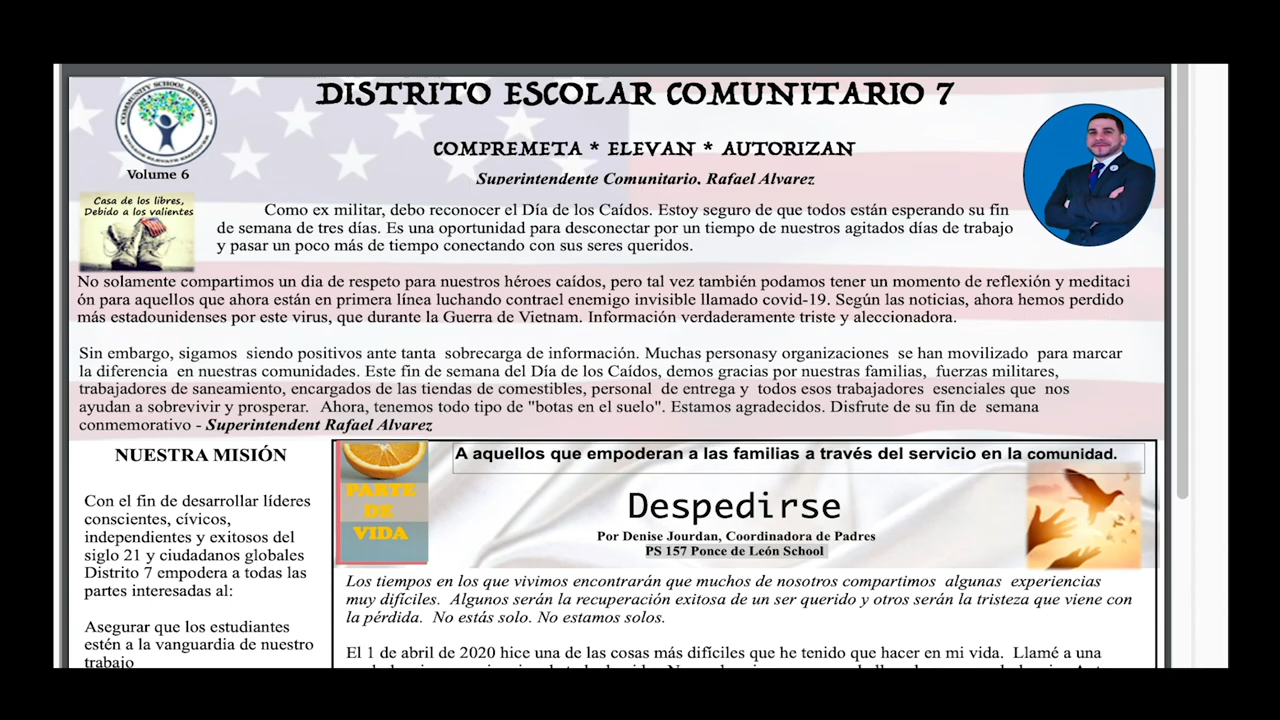 DISTRITO ESCOLAR COMUNITARIO 7
COMMUNITY SCHOOL DISTRICT 7
COMPREMETA * ELEVAN * AUTORIZAN
Volume 6
Superintendente Comunitario, Rafael Alvarez
Casa de los libres,
Debido a los valientes
Como ex militar, debo reconocer el Día de los Caídos. Estoy seguro de que todos están esperando su fin
de semana de tres días. Es una oportunidad para desconectar por un tiempo de nuestros agitados días de trabajo
y pasar un poco más de tiempo conectando con sus seres queridos.
No solamente compartimos un dia de respeto para nuestros héroes caídos, pero tal vez también podamos tener un momento de reflexión y meditaci
ón para aquellos que ahora están en primera línea luchando contrael enemigo invisible llamado covid-19. Según las noticias, ahora hemos perdido
más estadounidenses por este virus, que durante la Guerra de Vietnam. Información verdaderamente triste y aleccionadora.
Sin embargo, sigamos siendo positivos ante tanta sobrecarga de información. Muchas personasy organizaciones se han movilizado para marcar
la diferencia en nuestras comunidades. Este fin de semana del Día de los Caídos, demos gracias por nuestras familias, fuerzas militares,
trabajadores de saneamiento, encargados de las tiendas de comestibles, personal de entrega y todos esos trabajadores esenciales que nos
ayudan a sobrevivir y prosperar. Ahora, tenemos todo tipo de "botas en el suelo". Estamos agradecidos. Disfrute de su fin de semana
conmemorativo - Superintendent Rafael Alvarez
NUESTRA MISIÓN
Con el fin de desarrollar líderes
conscientes, cívicos,
independientes y exitosos del
siglo 21 y ciudadanos globales
Distrito 7 empodera a todas las
partes interesadas al:
Asegurar que los estudiantes
estén a la vanguardia de nuestro
trabajo
PARTE
DE
VIDA
A aquellos que empoderan a las familias a través del servicio en la comunidad.
Despedirse
Por Denise Jourdan, Coordinadora de Padres
PS 157 Ponce de León School
Los tiempos en los que vivimos encontrarán que muchos de nosotros compartimos algunas experiencias
muy difíciles. Algunos serán la recuperación exitosa de un ser querido y otros serán la tristeza que viene con
la pérdida. No estás solo. No estamos solos.
El 1 de abril de 2020 hice una de las cosas más difíciles que he tenido que hacer en mi vida. Llamé a una